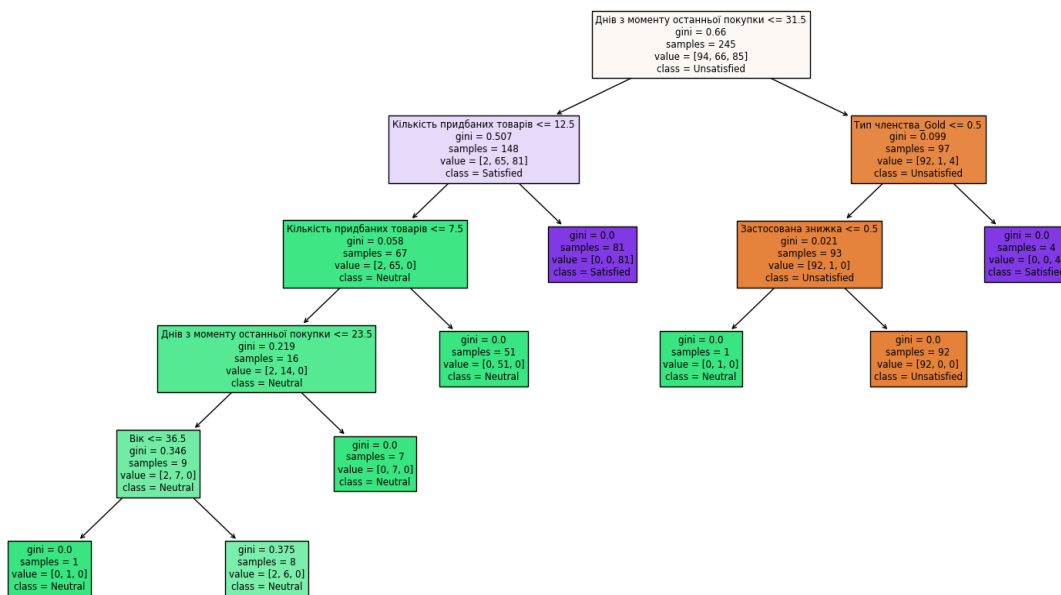 Днів з моменту останньої покупки <= 31.5
gini = 0.66
samples = 245
value = [94, 66, 85]
class = Unsatisfied
Кількість придбаних товарів <= 12.5
gini = 0.507
samples = 148
value = [2, 65, 81]
class = Satisfied
Тип членства_Gold <= 0.5
gini = 0.099
samples = 97
value = [92, 1, 4]
class = Unsatisfied
Кількість придбаних товарів <= 7.5
gini = 0.058
samples = 67
value = [2, 65, 0]
class = Neutral
gini = 0.0
samples = 81
value = [0, 0, 81]
class = Satisfied
Застосована знижка <= 0.5
gini = 0.021
samples = 93
value = [92, 1, 0]
class = Unsatisfied
gini = 0.0
samples = 4
value = [0, 0, 4]
class = Satisfied
Днів з моменту останньої покупки <= 23.5
gini = 0.219
samples = 16
value = [2, 14, 0]
class = Neutral
gini = 0.0
samples = 51
value = [0, 51, 0]
class = Neutral
gini = 0.0
samples = 1
value = [0, 1, 0]
class = Neutral
gini = 0.0
samples = 92
value = [92, 0, 0]
class = Unsatisfied
Вік <= 36.5
gini = 0.346
samples = 9
value = [2, 7, 0]
class = Neutral
gini = 0.0
samples = 7
value = [0, 7, 0]
class = Neutral
gini = 0.0
samples = 1
value = [0, 1, 0]
class = Neutral
gini = 0.375
samples = 8
value = [2, 6, 0]
class = Neutral